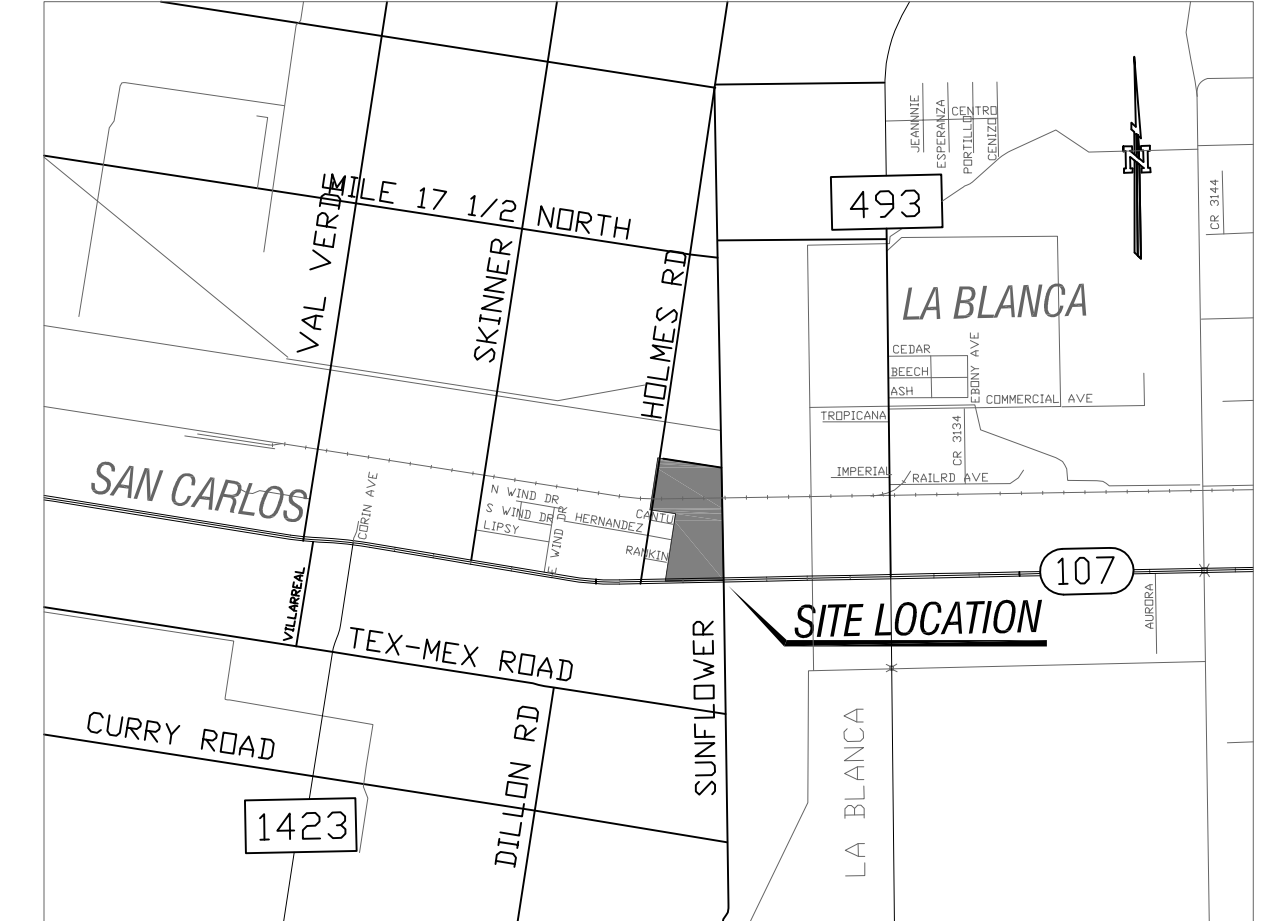 JEANNNIE
ESPERANZA
PORTILLO
CENTRO
CENIZO
N
493
CR 3144
VAL VERDE
MILE 17 1/2 NORTH
SKINNER
HOLMES RD
LA BLANCA
CEDAR
BEECH
ASH
EBONY AVE
COMMERCIAL AVE
TROPICANA
CR 3134
IMPERIAL
RAILRD AVE
SAN CARLOS
CORIN AVE
N WIND DR
S WIND DR
LIPSY
E WIND DR
HERNANDEZ
CANTU
RANKIN
107
VILLARREAL
SITE LOCATION
AURORA
TEX-MEX ROAD
SUNFLOWER
CURRY ROAD
DILLON RD
LA BLANCA
1423